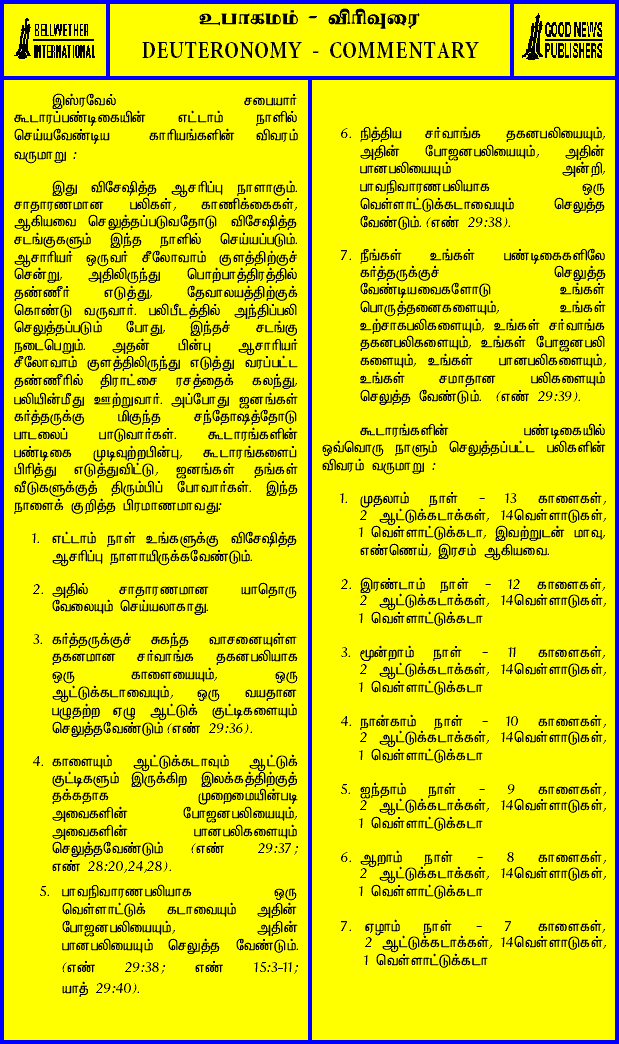 BELLWETHER
INTERNATIONAL
உபாகமம் - விரிவுரை
DEUTERONOMY - COMMENTARY
GOOD NEWS
PUBLISHERS
இஸ்ரவேல் சபையார்
கூடாரப்பண்டிகையின் எட்டாம் நாளில்
செய்யவேண்டிய காரியங்களின் விவரம்
வருமாறு :
இது விசேஷித்த ஆசரிப்பு நாளாகும்.
சாதாரணமான பலிகள், காணிக்கைகள்,
ஆகியவை செலுத்தப்படுவதோடு விசேஷித்த
சடங்குகளும் இந்த நாளில் செய்யப்படும்.
ஆசாரியர் ஒருவர் சீலோவாம் குளத்திற்குச்
சென்று, அதிலிருந்து பொற்பாத்திரத்தில்
தண்ணீர் எடுத்து, தேவாலயத்திற்குக்
கொண்டு வருவார். பலிபீடத்தில் அந்திப்பலி
செலுத்தப்படும் போது, இந்தச் சடங்கு
நடைபெறும். அதன் பின்பு ஆசாரியர்
சீலோவாம் குளத்திலிருந்து எடுத்து வரப்பட்ட
தண்ணீரில் திராட்சை ரசத்தைக் கலந்து,
பலியின்மீது ஊற்றுவார். அப்போது ஜனங்கள்
கர்த்தருக்கு மிகுந்த சந்தோஷத்தோடு
பாடலைப் பாடுவார்கள். கூடாரங்களின்
பண்டிகை முடிவுற்றபின்பு, கூடாரங்களைப்
பிரித்து எடுத்துவிட்டு, ஜனங்கள் தங்கள்
வீடுகளுக்குத் திரும்பிப் போவார்கள். இந்த
நாளைக் குறித்த பிரமாணமாவது:
1. எட்டாம் நாள் உங்களுக்கு விசேஷித்த
ஆசரிப்பு நாளாயிருக்கவேண்டும்.
2. அதில் சாதாரணமான யாதொரு
வேலையும் செய்யலாகாது.
3. கர்த்தருக்குச் சுகந்த வாசனையுள்ள
தகனமான சர்வாங்க தகனபலியாக
ஒரு காளையையும், ஒரு
ஆட்டுக்கடாவையும், ஒரு வயதான
பழுதற்ற ஏழு ஆட்டுக் குட்டிகளையும்
செலுத்தவேண்டும் (எண் 29:36).
4. காளையும் ஆட்டுக்கடாவும் ஆட்டுக்
குட்டிகளும் இருக்கிற இலக்கத்திற்குத்
தக்கதாக முறைமையின்படி
அவைகளின் போஜனபலியையும்,
அவைகளின் பானபலிகளையும்
செலுத்தவேண்டும் (எண் 29:37;
எண் 28:20,24,28).
5. பாவநிவாரணபலியாக ஒரு
வெள்ளாட்டுக் கடாவையும் அதின்
போஜனபலியையும், அதின்
பானபலியையும் செலுத்த வேண்டும்.
(எண் 29:38; எண் 15:3-11;
யாத் 29:40).
6. நித்திய சர்வாங்க தகனபலியையும்,
அதின் போஜனபலியையும், அதின்
பானபலியையும் அன்றி,
பாவநிவாரணபலியாக ஒரு
வெள்ளாட்டுக்கடாவையும் செலுத்த
வேண்டும். (எண் 29:38).
7. நீங்கள் உங்கள் பண்டிகைகளிலே
கர்த்தருக்குச் செலுத்த
வேண்டியவைகளோடு உங்கள்
பொருத்தனைகளையும், உங்கள்
உற்சாகபலிகளையும், உங்கள் சர்வாங்க
தகனபலிகளையும், உங்கள் போஜனபலி
களையும், உங்கள் பானபலிகளையும்,
உங்கள் சமாதான பலிகளையும்
செலுத்த வேண்டும். (எண் 29:39).
கூடாரங்களின் பண்டிகையில்
ஒவ்வொரு நாளும் செலுத்தப்பட்ட பலிகளின்
விவரம் வருமாறு :
1. முதலாம் நாள் - 13 காளைகள்,
2 ஆட்டுக்கடாக்கள், 14வெள்ளாடுகள்,
1 வெள்ளாட்டுக்கடா, இவற்றுடன் மாவு,
எண்ணெய், இரசம் ஆகியவை.
2. இரண்டாம் நாள் - 12 காளைகள்,
2 ஆட்டுக்கடாக்கள், 14வெள்ளாடுகள்,
1 வெள்ளாட்டுக்கடா
3. மூன்றாம் நாள் - 11 காளைகள்,
2 ஆட்டுக்கடாக்கள், 14வெள்ளாடுகள்,
1 வெள்ளாட்டுக்கடா
4. நான்காம் நாள் - 10 காளைகள்,
2 ஆட்டுக்கடாக்கள், 14வெள்ளாடுகள்,
1 வெள்ளாட்டுக்கடா
5. ஐந்தாம் நாள் - 9 காளைகள்,
2 ஆட்டுக்கடாக்கள், 14வெள்ளாடுகள்,
1 வெள்ளாட்டுக்கடா
6. ஆறாம் நாள் - 8 காளைகள்,
2 ஆட்டுக்கடாக்கள், 14வெள்ளாடுகள்,
1 வெள்ளாட்டுக்கடா
7. ஏழாம் நாள் - 7 காளைகள்,
2 ஆட்டுக்கடாக்கள், 14வெள்ளாடுகள்,
1 வெள்ளாட்டுக்கடா